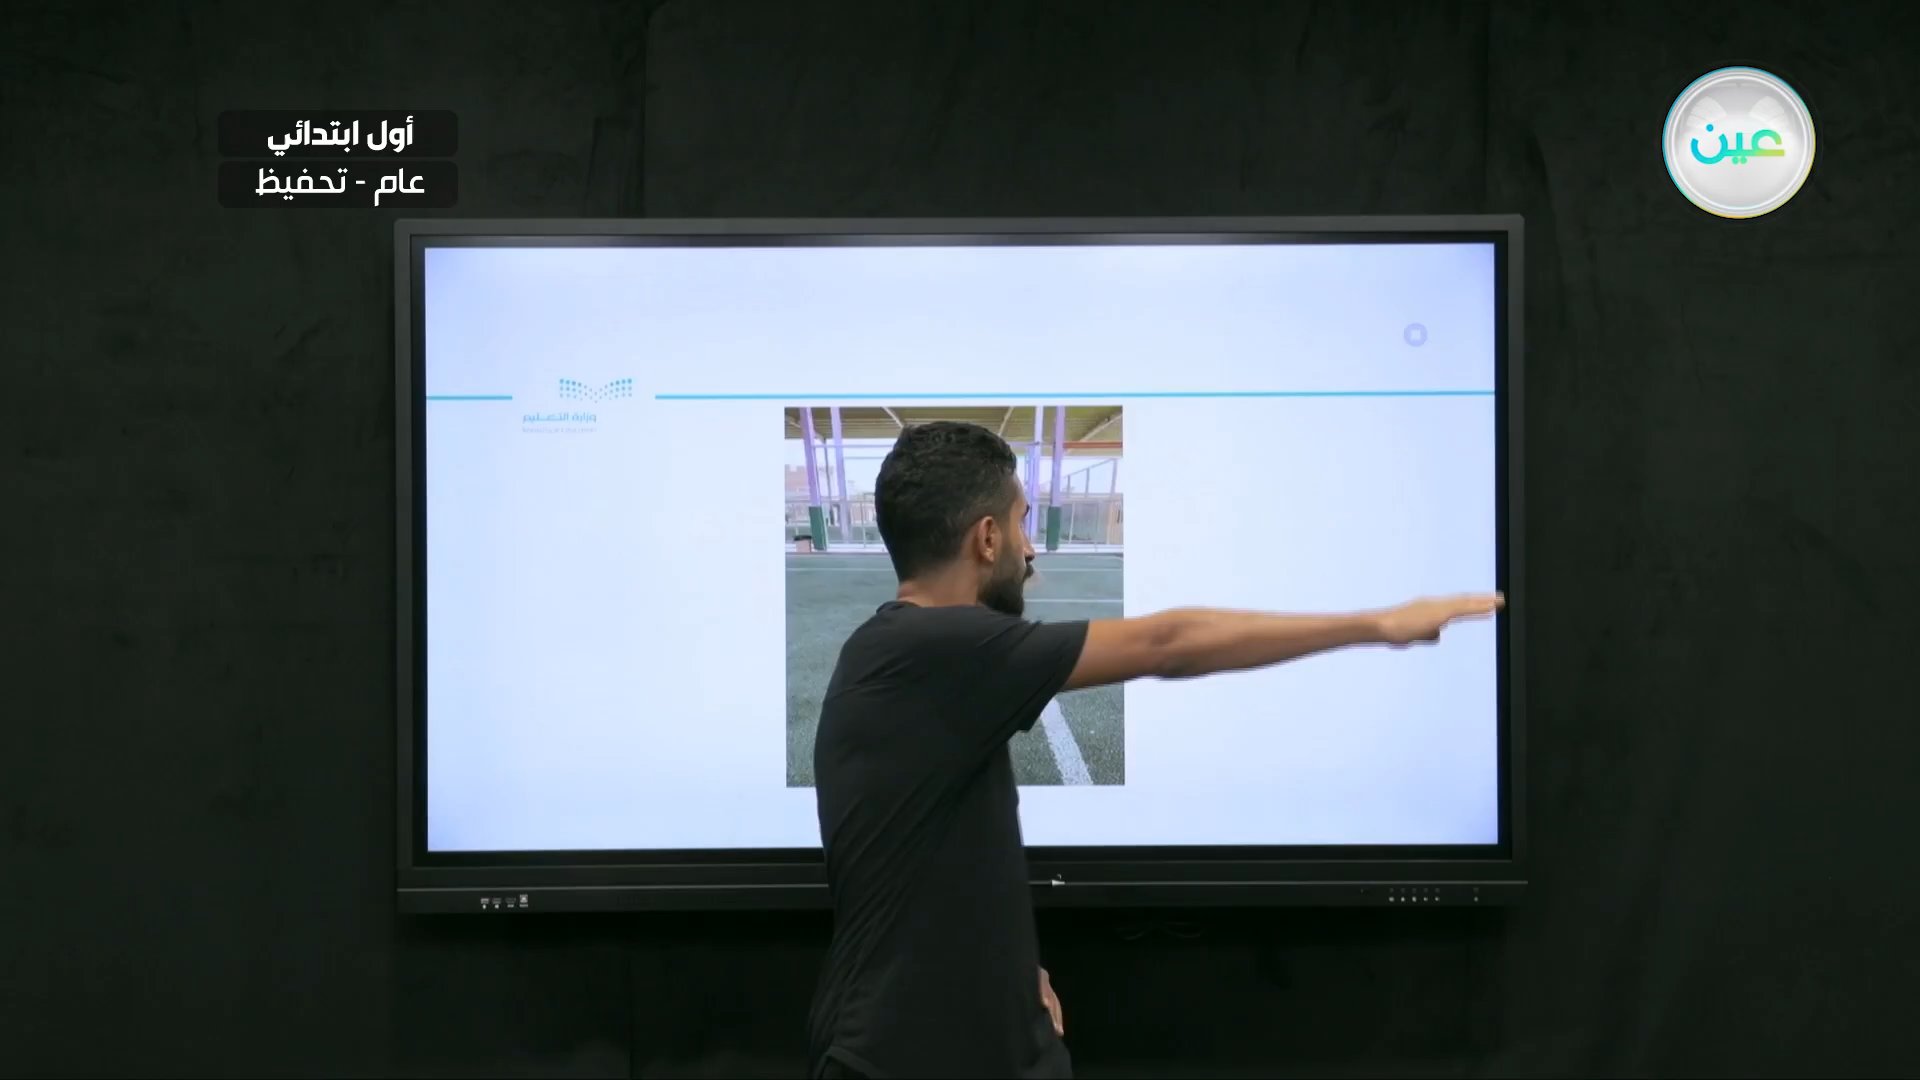 أول ابتدائي
عام - تحفيظ
عين
وزارة التعليم